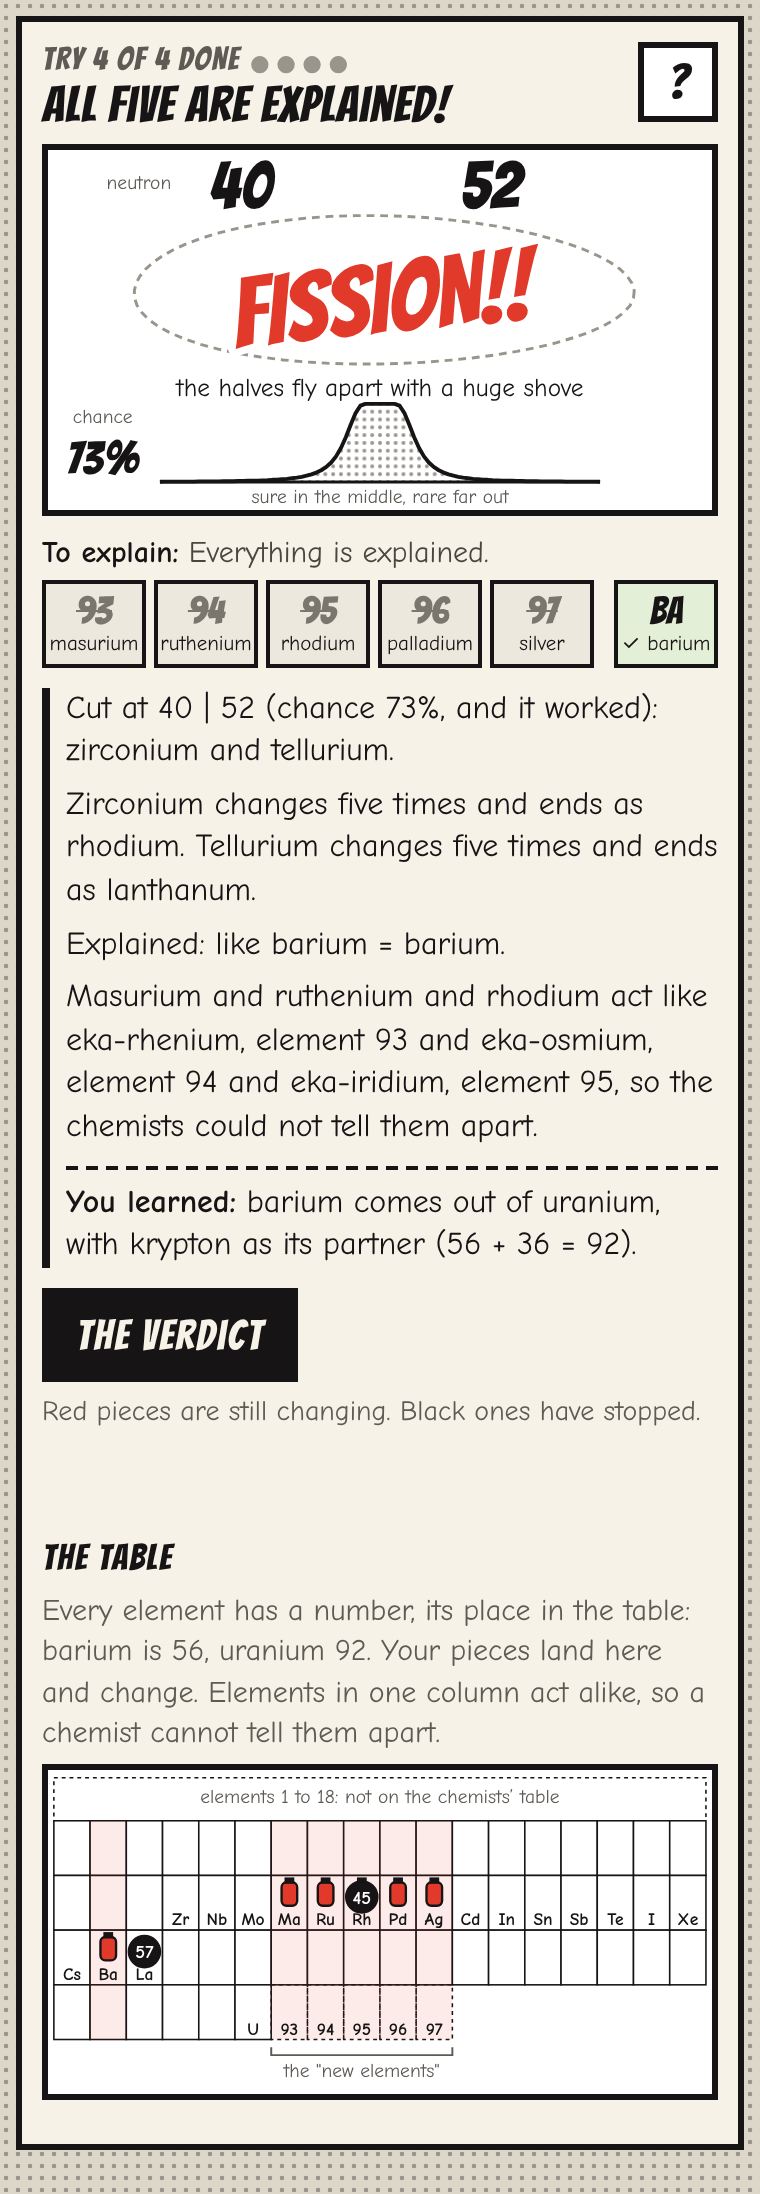 TRY 4 OF 4 DONE
ALL FIVE ARE EXPLAINED!
?
neutron 40 52
FISSION!!
the halves fly apart with a huge shove
chance
73%
sure in the middle, rare far out
To explain: Everything is explained.
93 94 95 96 97 BA
masurium ruthenium rhodium palladium silver ✓ barium
Cut at 40 | 52 (chance 73%, and it worked):
zirconium and tellurium.
Zirconium changes five times and ends as
rhodium. Tellurium changes five times and ends
as lanthanum.
Explained: like barium = barium.
Masurium and ruthenium and rhodium act like
eka-rhenium, element 93 and eka-osmium,
element 94 and eka-iridium, element 95, so the
chemists could not tell them apart.
You learned: barium comes out of uranium,
with krypton as its partner (56 + 36 = 92).
THE VERDICT
Red pieces are still changing. Black ones have stopped.
THE TABLE
Every element has a number, its place in the table:
barium is 56, uranium 92. Your pieces land here
and change. Elements in one column act alike, so a
chemist cannot tell them apart.
elements 1 to 18: not on the chemists' table
45
Zr Nb Mo Ma Ru Rh Pd Ag Cd In Sn Sb Te I Xe
57
Cs Ba La
U 93 94 95 96 97
the "new elements"